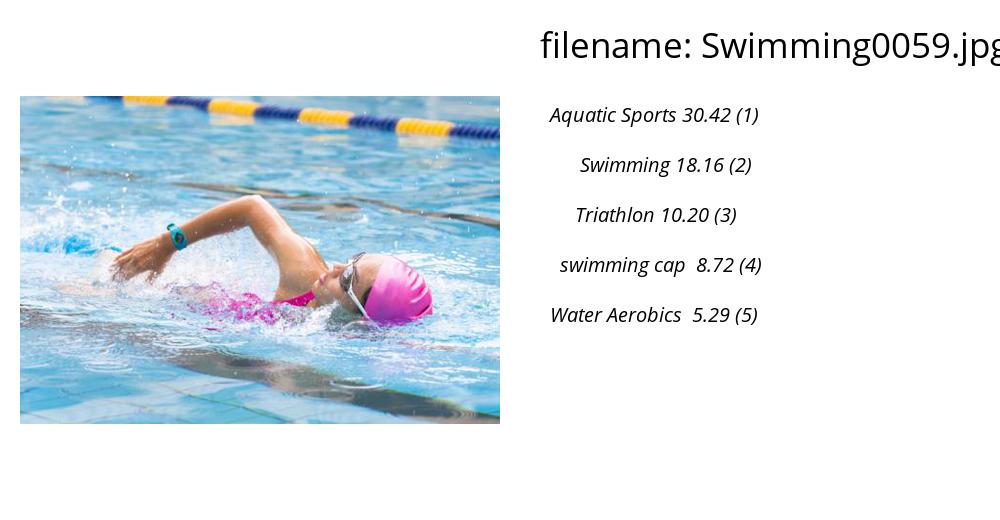 filename: Swimming0059.jpg
Aquatic Sports 30.42 (1)
Swimming 18.16 (2)
Triathlon 10.20 (3)
swimming cap 8.72 (4)
Water Aerobics 5.29 (5)